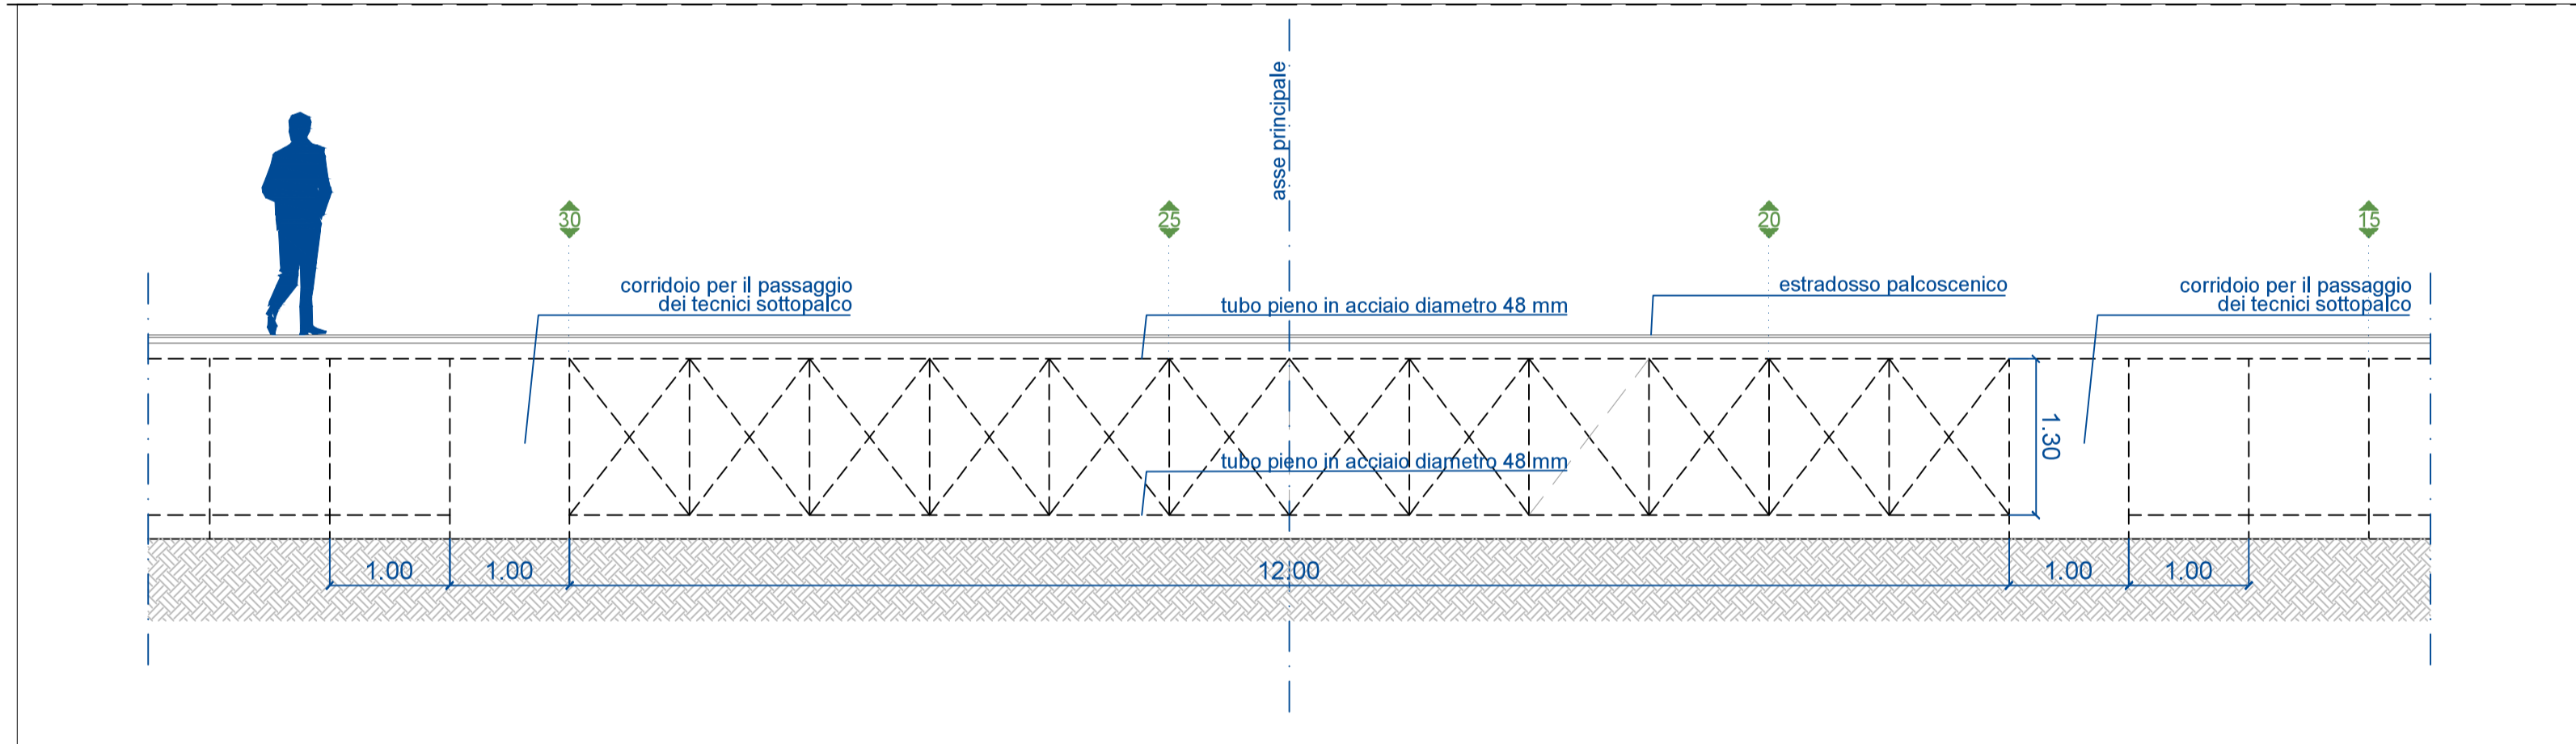 asse principale
30
25
20
15
corridoio per il passaggio
dei tecnici sottopalco
tubo pieno in acciaio diametro 48 mm
estradosso palcoscenico
corridoio per il passaggio
dei tecnici sottopalco
1.30
tubo pieno in acciaio diametro 48 mm
1.00
1.00
12.00
1.00
1.00